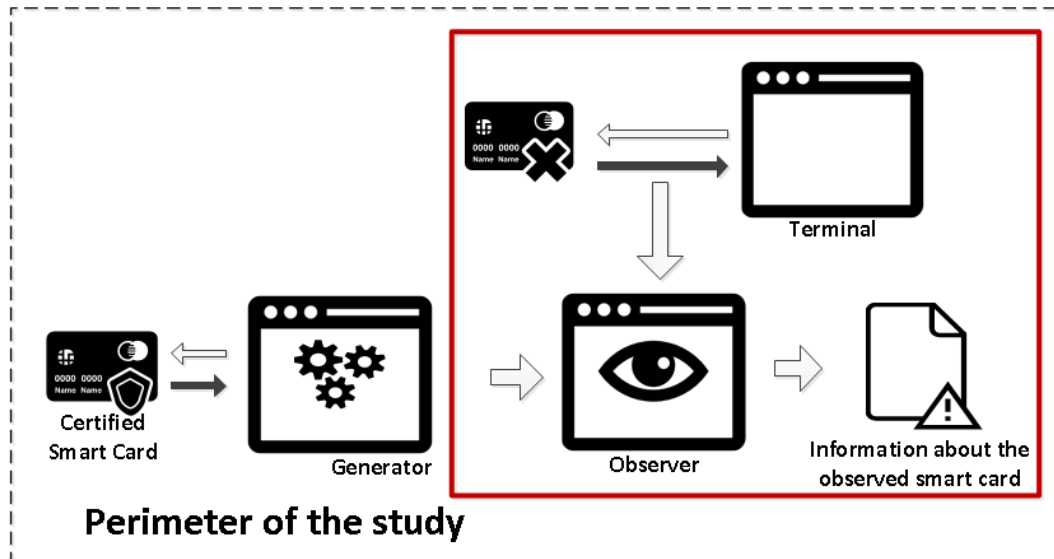 0000 0000
Name Name
Terminal
0000 0000
Name Name
Certified
Smart Card
Generator
Observer
Information about the
observed smart card
Perimeter of the study